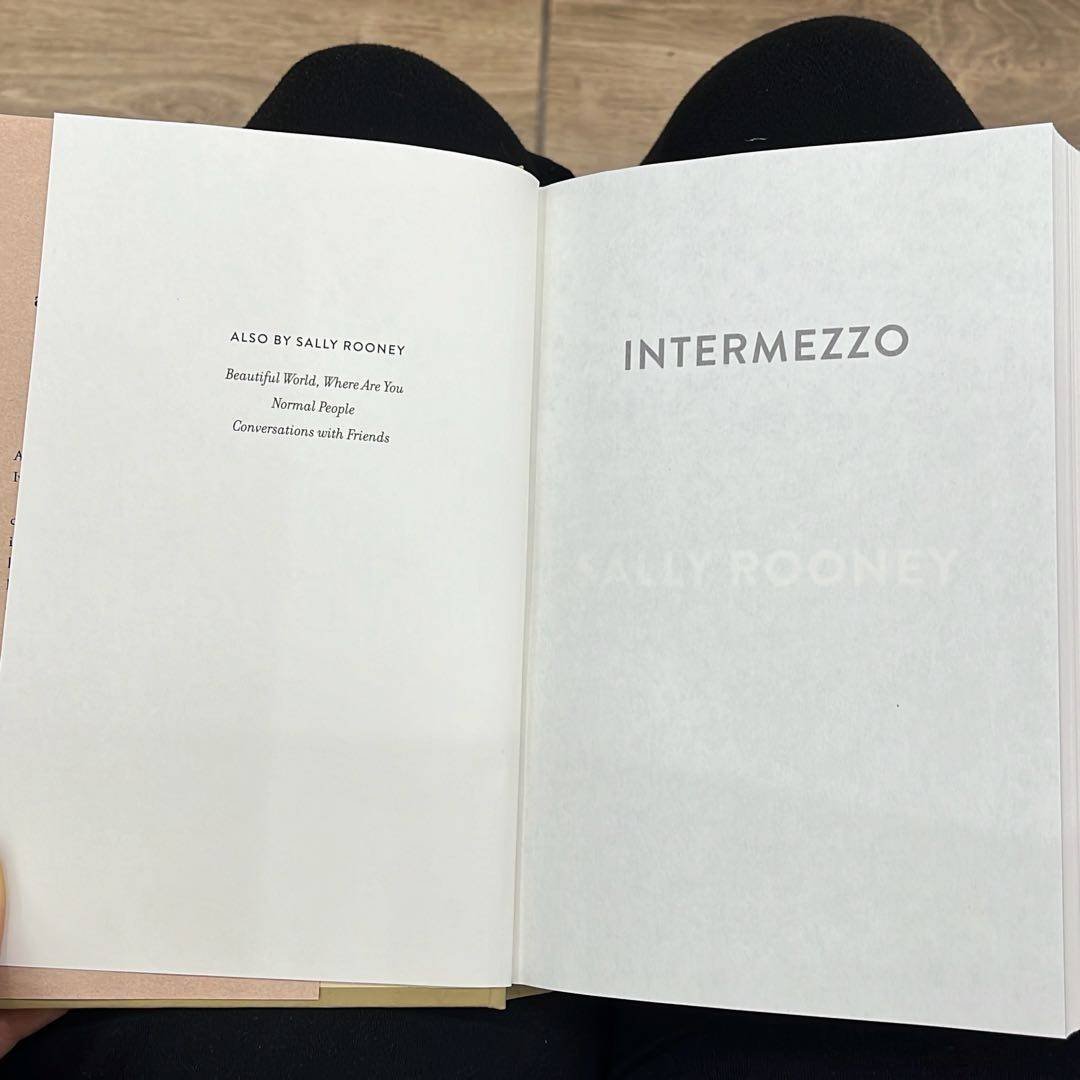 ALSO BY SALLY ROONEY
Beautiful World, Where Are You
Normal People
Conversations with Friends
INTERMEZZO
SALLY ROONEY